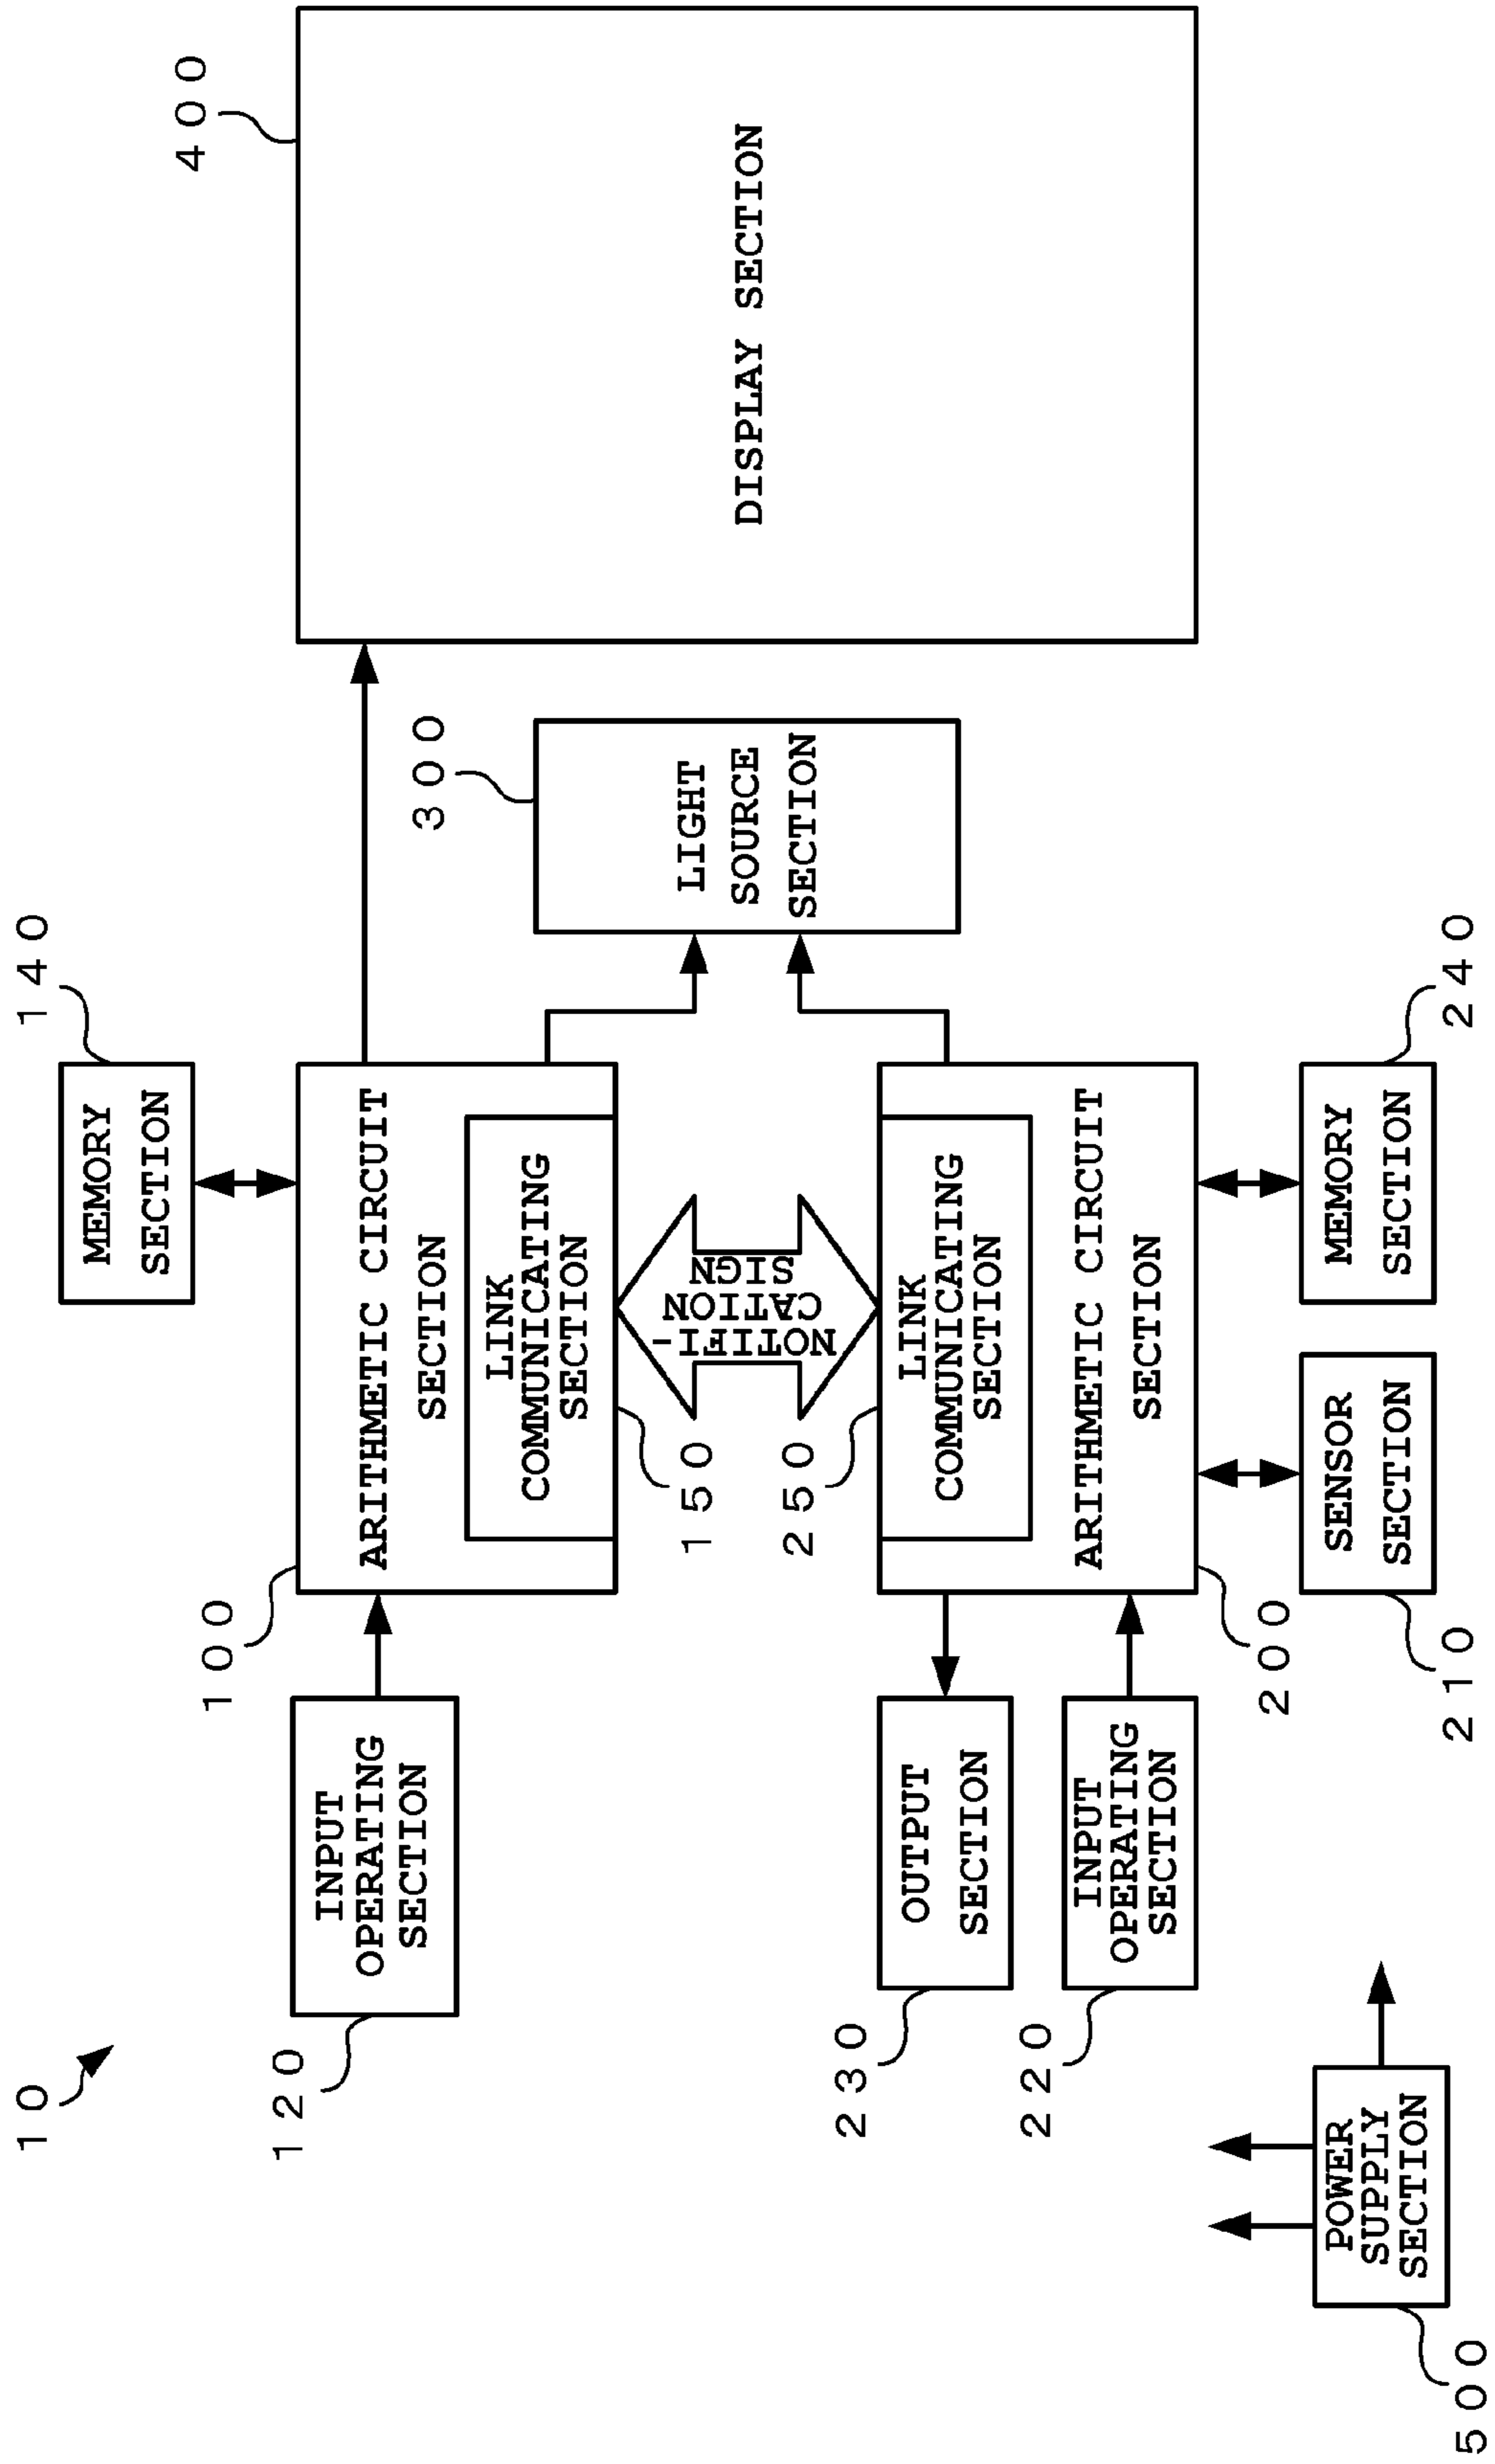 10
140
MEMORY
SECTION
400
100
120
INPUT
OPERATING
SECTION
ARITHMETIC CIRCUIT
SECTION
LINK
COMMUNICATING
SECTION
300
LIGHT
SOURCE
SECTION
DISPLAY SECTION
150
NOTIFI-
CATION
SIGN
250
230
OUTPUT
SECTION
LINK
COMMUNICATING
SECTION
220
INPUT
OPERATING
SECTION
ARITHMETIC CIRCUIT
SECTION
200
500
POWER
SUPPLY
SECTION
210
SENSOR
SECTION
240
MEMORY
SECTION